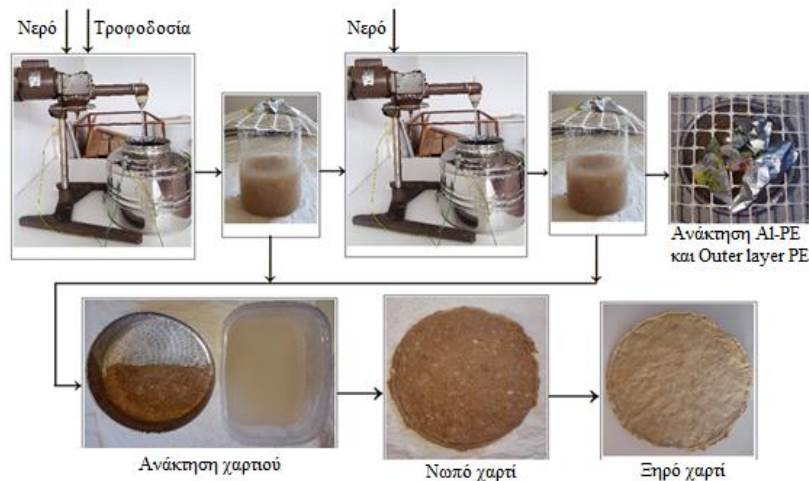 Νερό
Τροφοδοσία
Νερό
Ανάκτηση Al-PE
και Outer layer PE
Ανάκτηση χαρτιού
Νωπό χαρτί
Ξηρό χαρτί